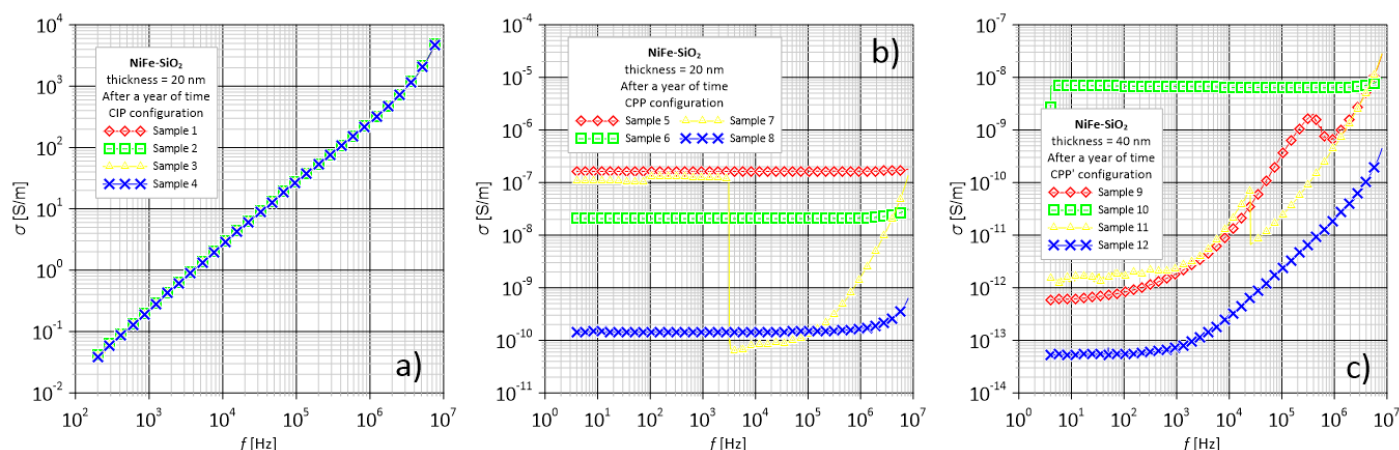 a)
σ [S/m]
10⁴
10³
10²
10¹
10⁰
10⁻¹
10⁻²
NiFe-SiO₂
thickness = 20 nm
After a year of time
CIP configuration
Sample 1
Sample 2
Sample 3
Sample 4
10² 10³ 10⁴ 10⁵ 10⁶ 10⁷
f [Hz]
b)
σ [S/m]
10⁻⁴
10⁻⁵
10⁻⁶
10⁻⁷
10⁻⁸
10⁻⁹
10⁻¹⁰
10⁻¹¹
NiFe-SiO₂
thickness = 20 nm
After a year of time
CPP configuration
Sample 5 Sample 7
Sample 6 Sample 8
10⁰ 10¹ 10² 10³ 10⁴ 10⁵ 10⁶ 10⁷
f [Hz]
c)
σ [S/m]
10⁻⁷
10⁻⁸
10⁻⁹
10⁻¹⁰
10⁻¹¹
10⁻¹²
10⁻¹³
10⁻¹⁴
NiFe-SiO₂
thickness = 40 nm
After a year of time
CPP' configuration
Sample 9
Sample 10
Sample 11
Sample 12
10⁰ 10¹ 10² 10³ 10⁴ 10⁵ 10⁶ 10⁷
f [Hz]